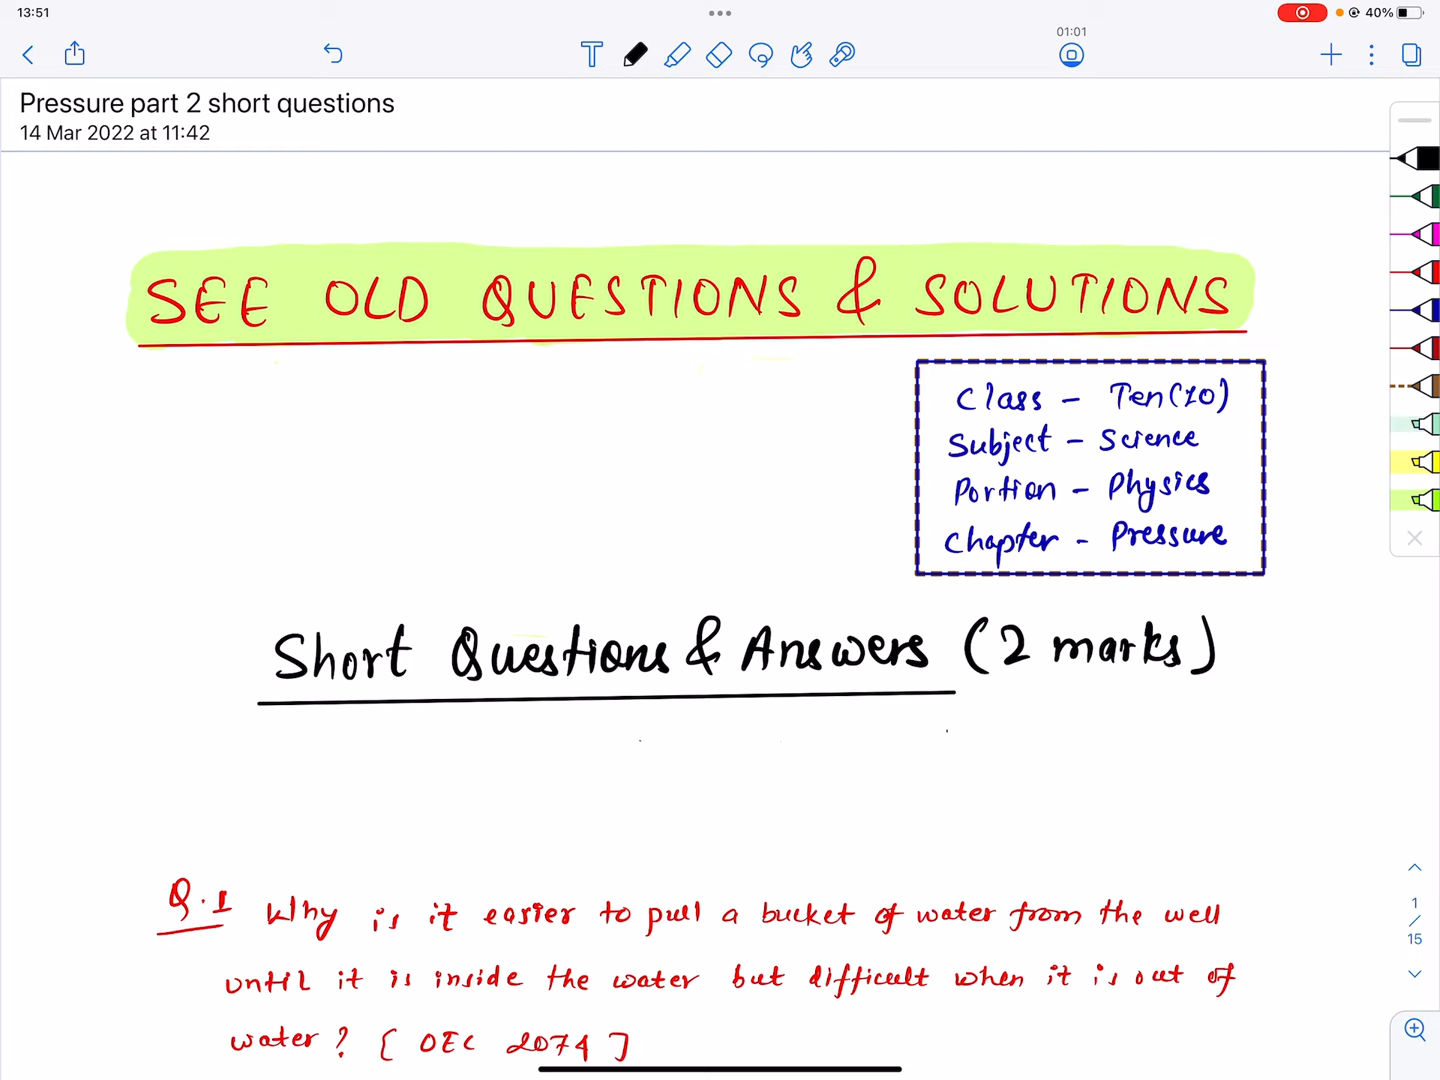 13:51
40%
01:01
Pressure part 2 short questions
14 Mar 2022 at 11:42
SEE OLD QUESTIONS & SOLUTIONS
Class - Ten(10)
Subject - Science
Portion - Physics
Chapter - Pressure
Short Questions & Answers (2 marks)
Q.1 Why is it easier to pull a bucket of water from the well
until it is inside the water but difficult when it is out of
water? [OEC 2074]
1
/
15